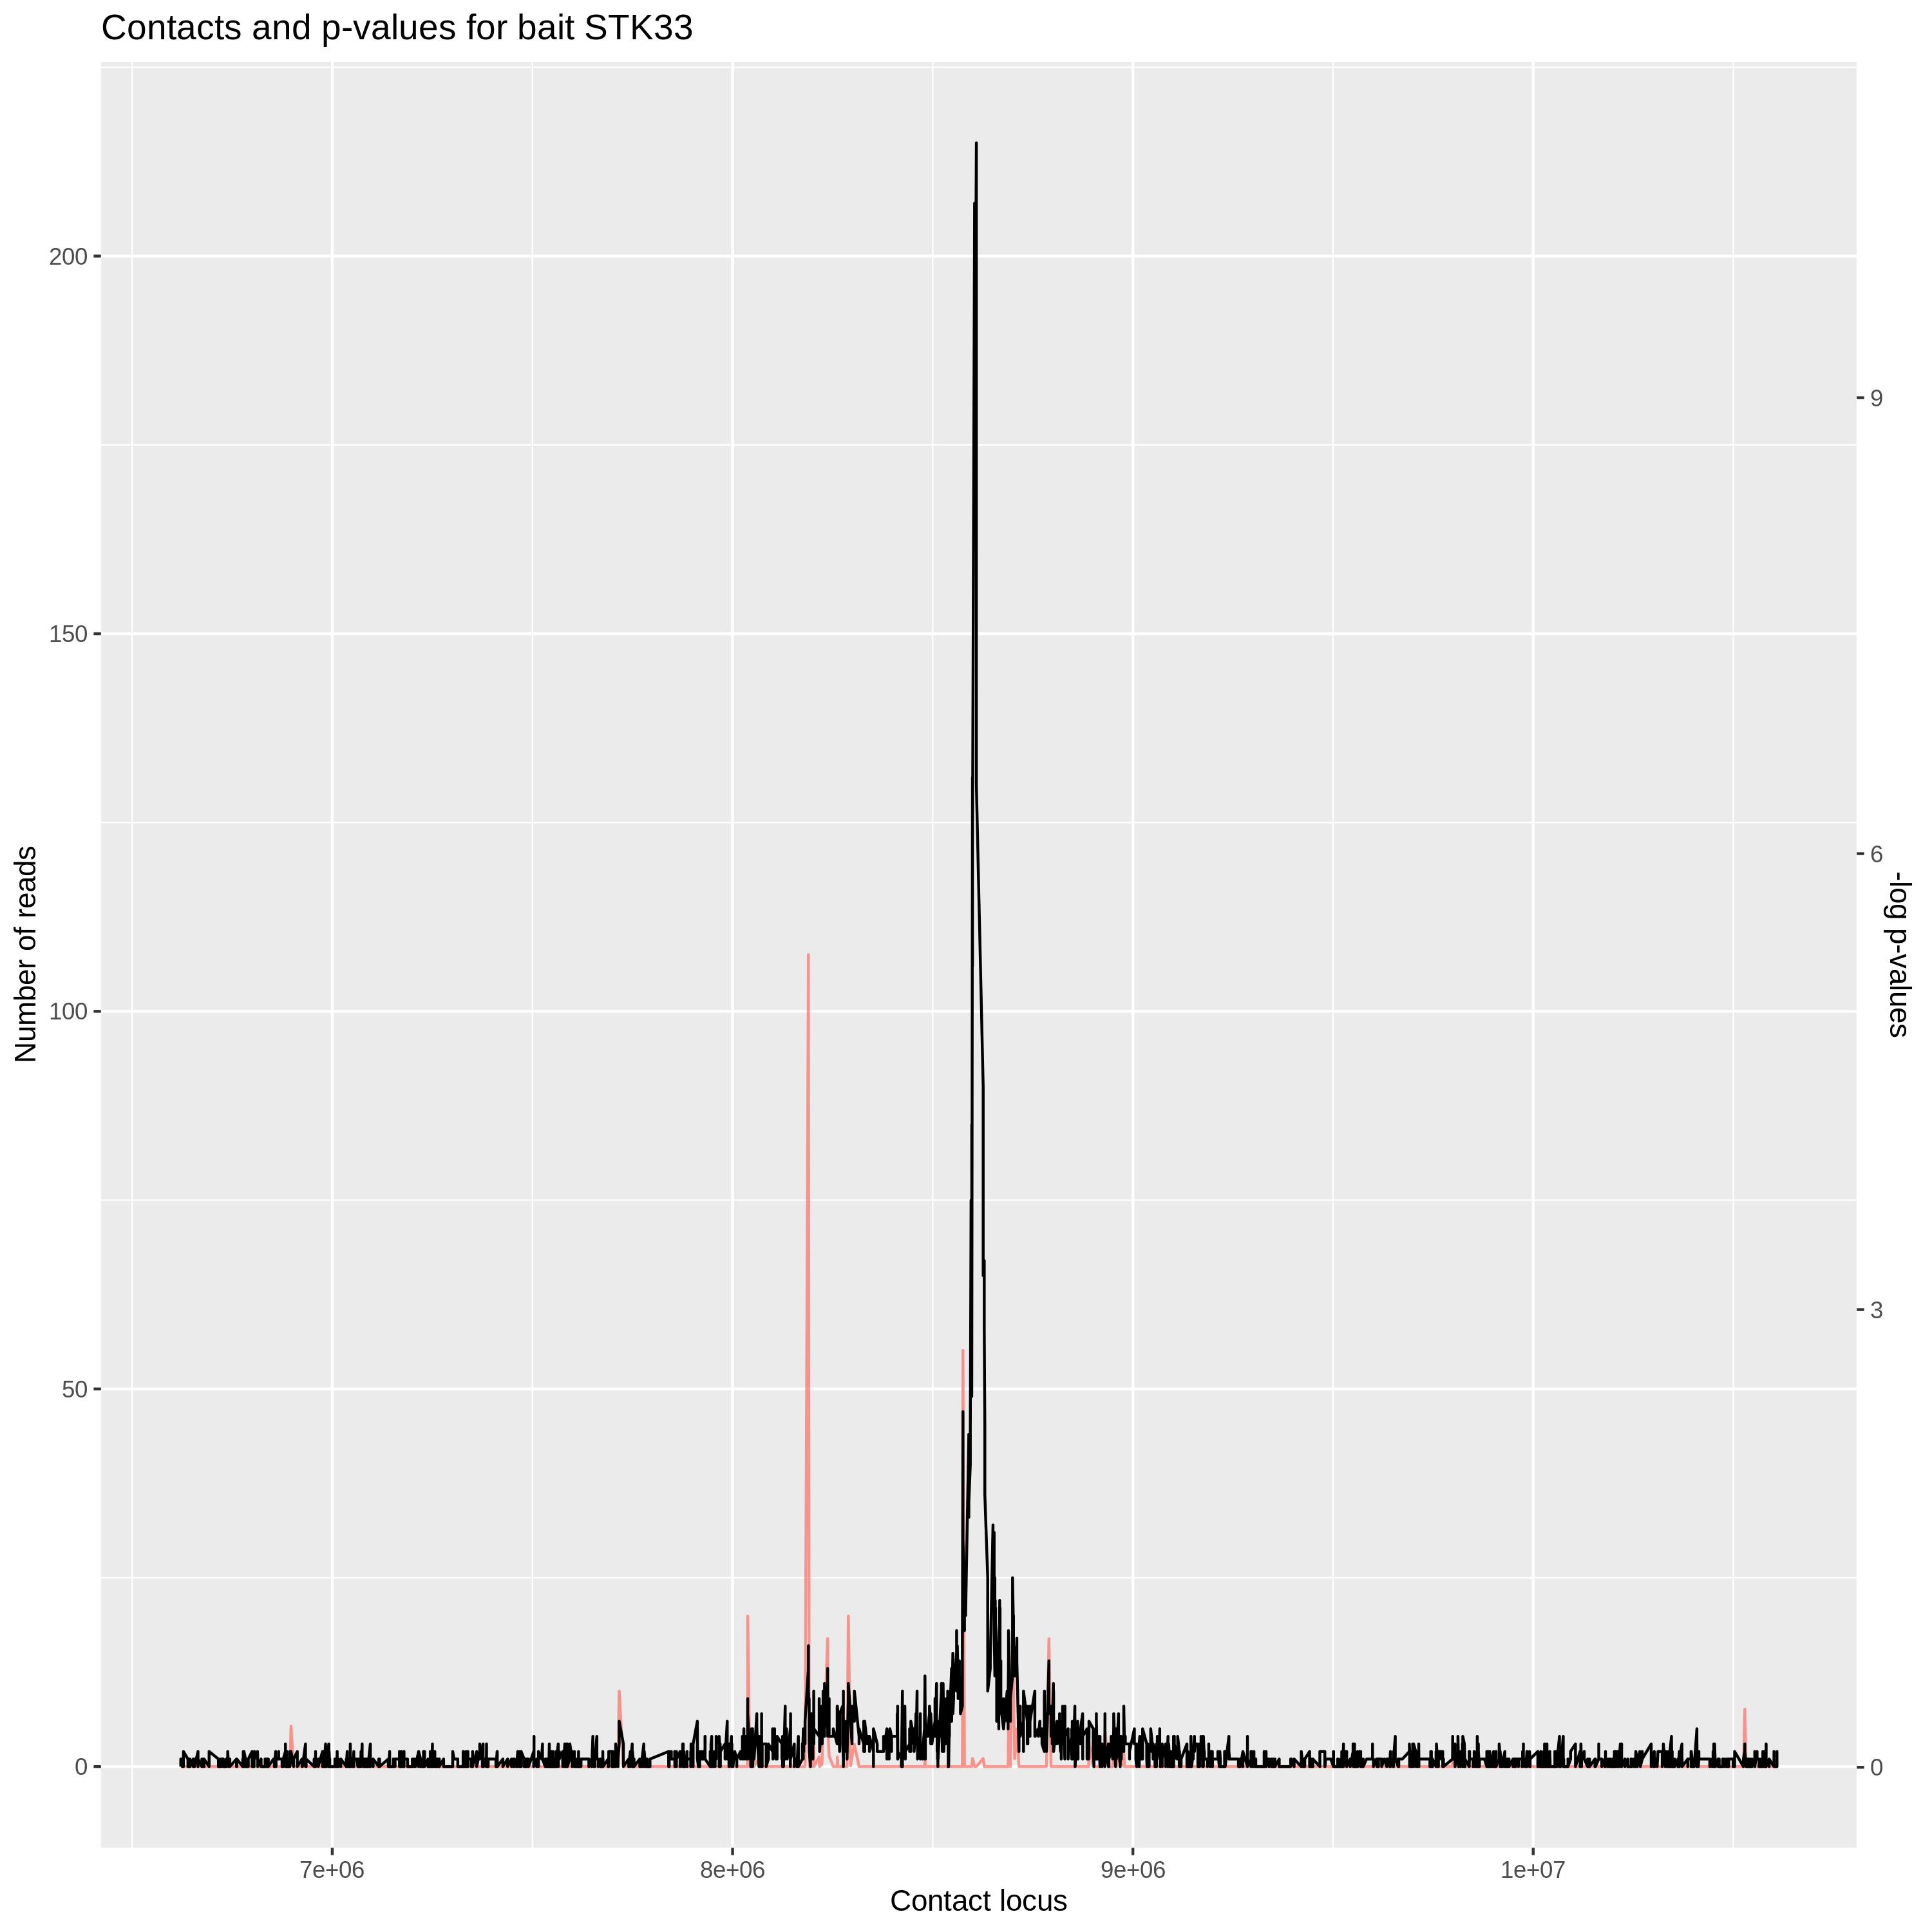 Contacts and p-values for bait STK33
200
150
100
50
0
Number of reads
9
6
3
0
-log p-values
7e+06
8e+06
9e+06
1e+07
Contact locus